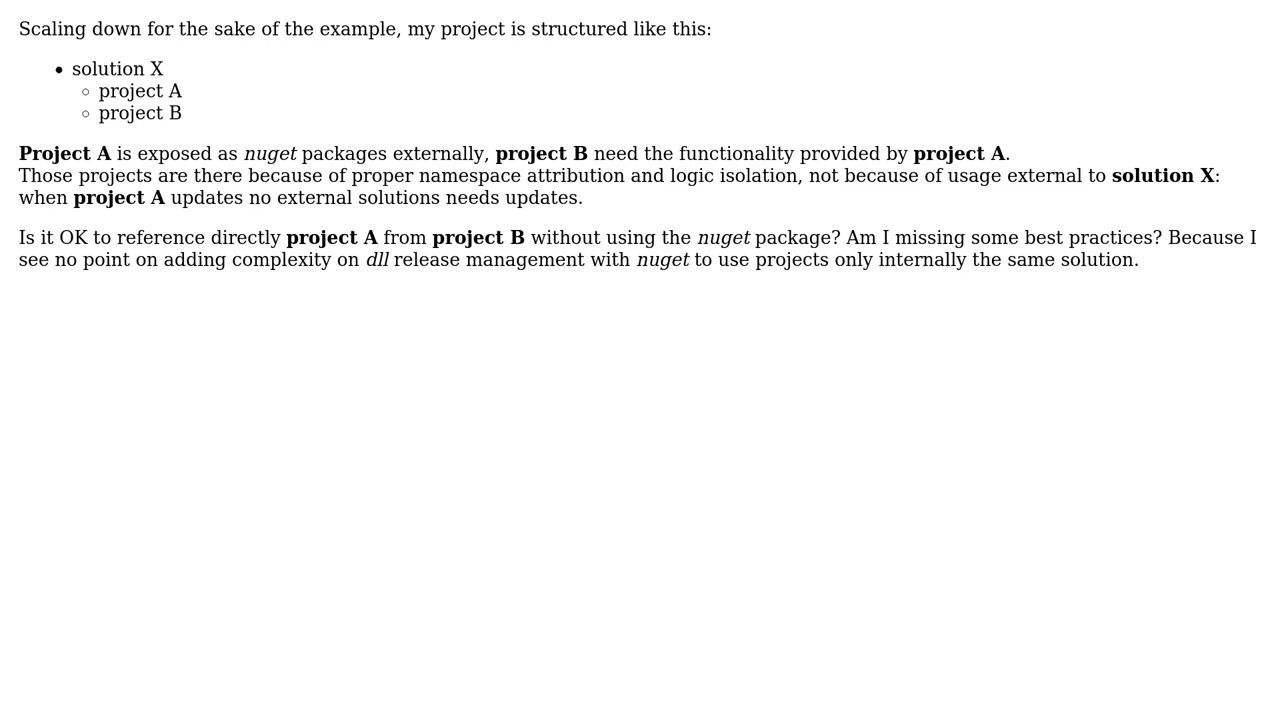 Scaling down for the sake of the example, my project is structured like this:
solution X
project A
project B
Project A is exposed as nuget packages externally, project B need the functionality provided by project A.
Those projects are there because of proper namespace attribution and logic isolation, not because of usage external to solution X:
when project A updates no external solutions needs updates.
Is it OK to reference directly project A from project B without using the nuget package? Am I missing some best practices? Because I
see no point on adding complexity on dll release management with nuget to use projects only internally the same solution.